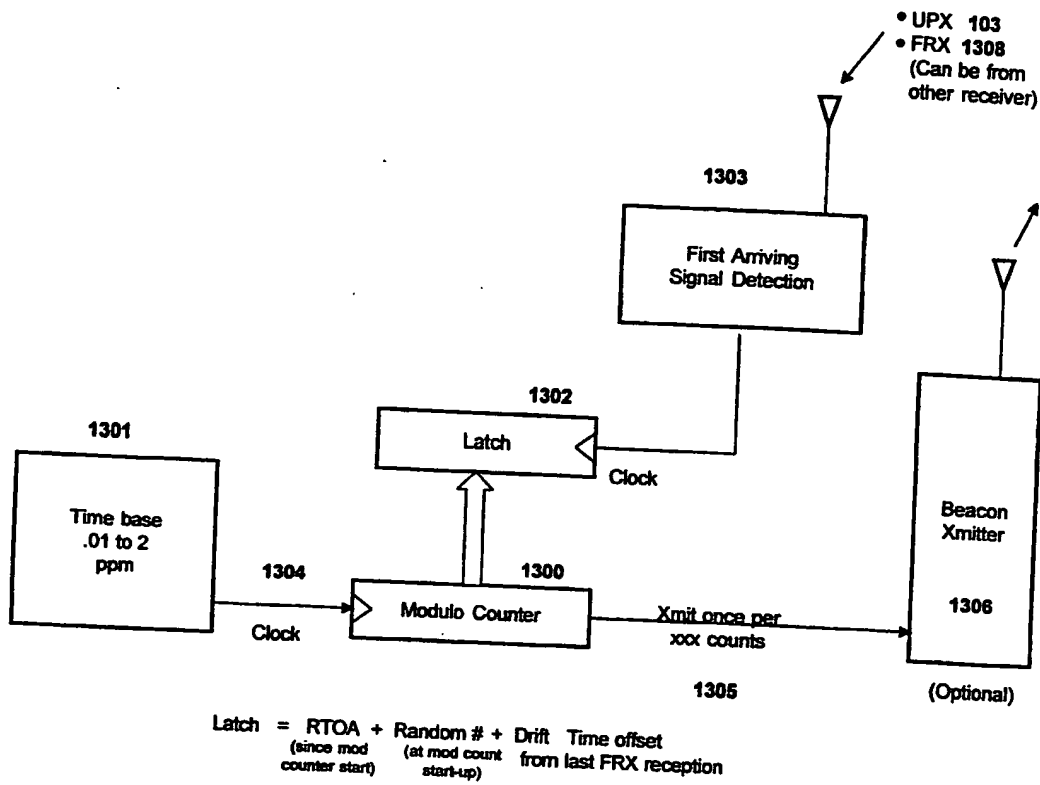 • UPX 103
• FRX 1308
(Can be from
other receiver)
1303
First Arriving
Signal Detection
1302
Latch
Clock
1301
Time base
.01 to 2
ppm
1304
Clock
1300
Modulo Counter
Xmit once per
xxx counts
1305
Beacon
Xmitter
1306
(Optional)
Latch = RTOA + Random # + Drift Time offset
(since mod
counter start)
(at mod count
start-up)
from last FRX reception